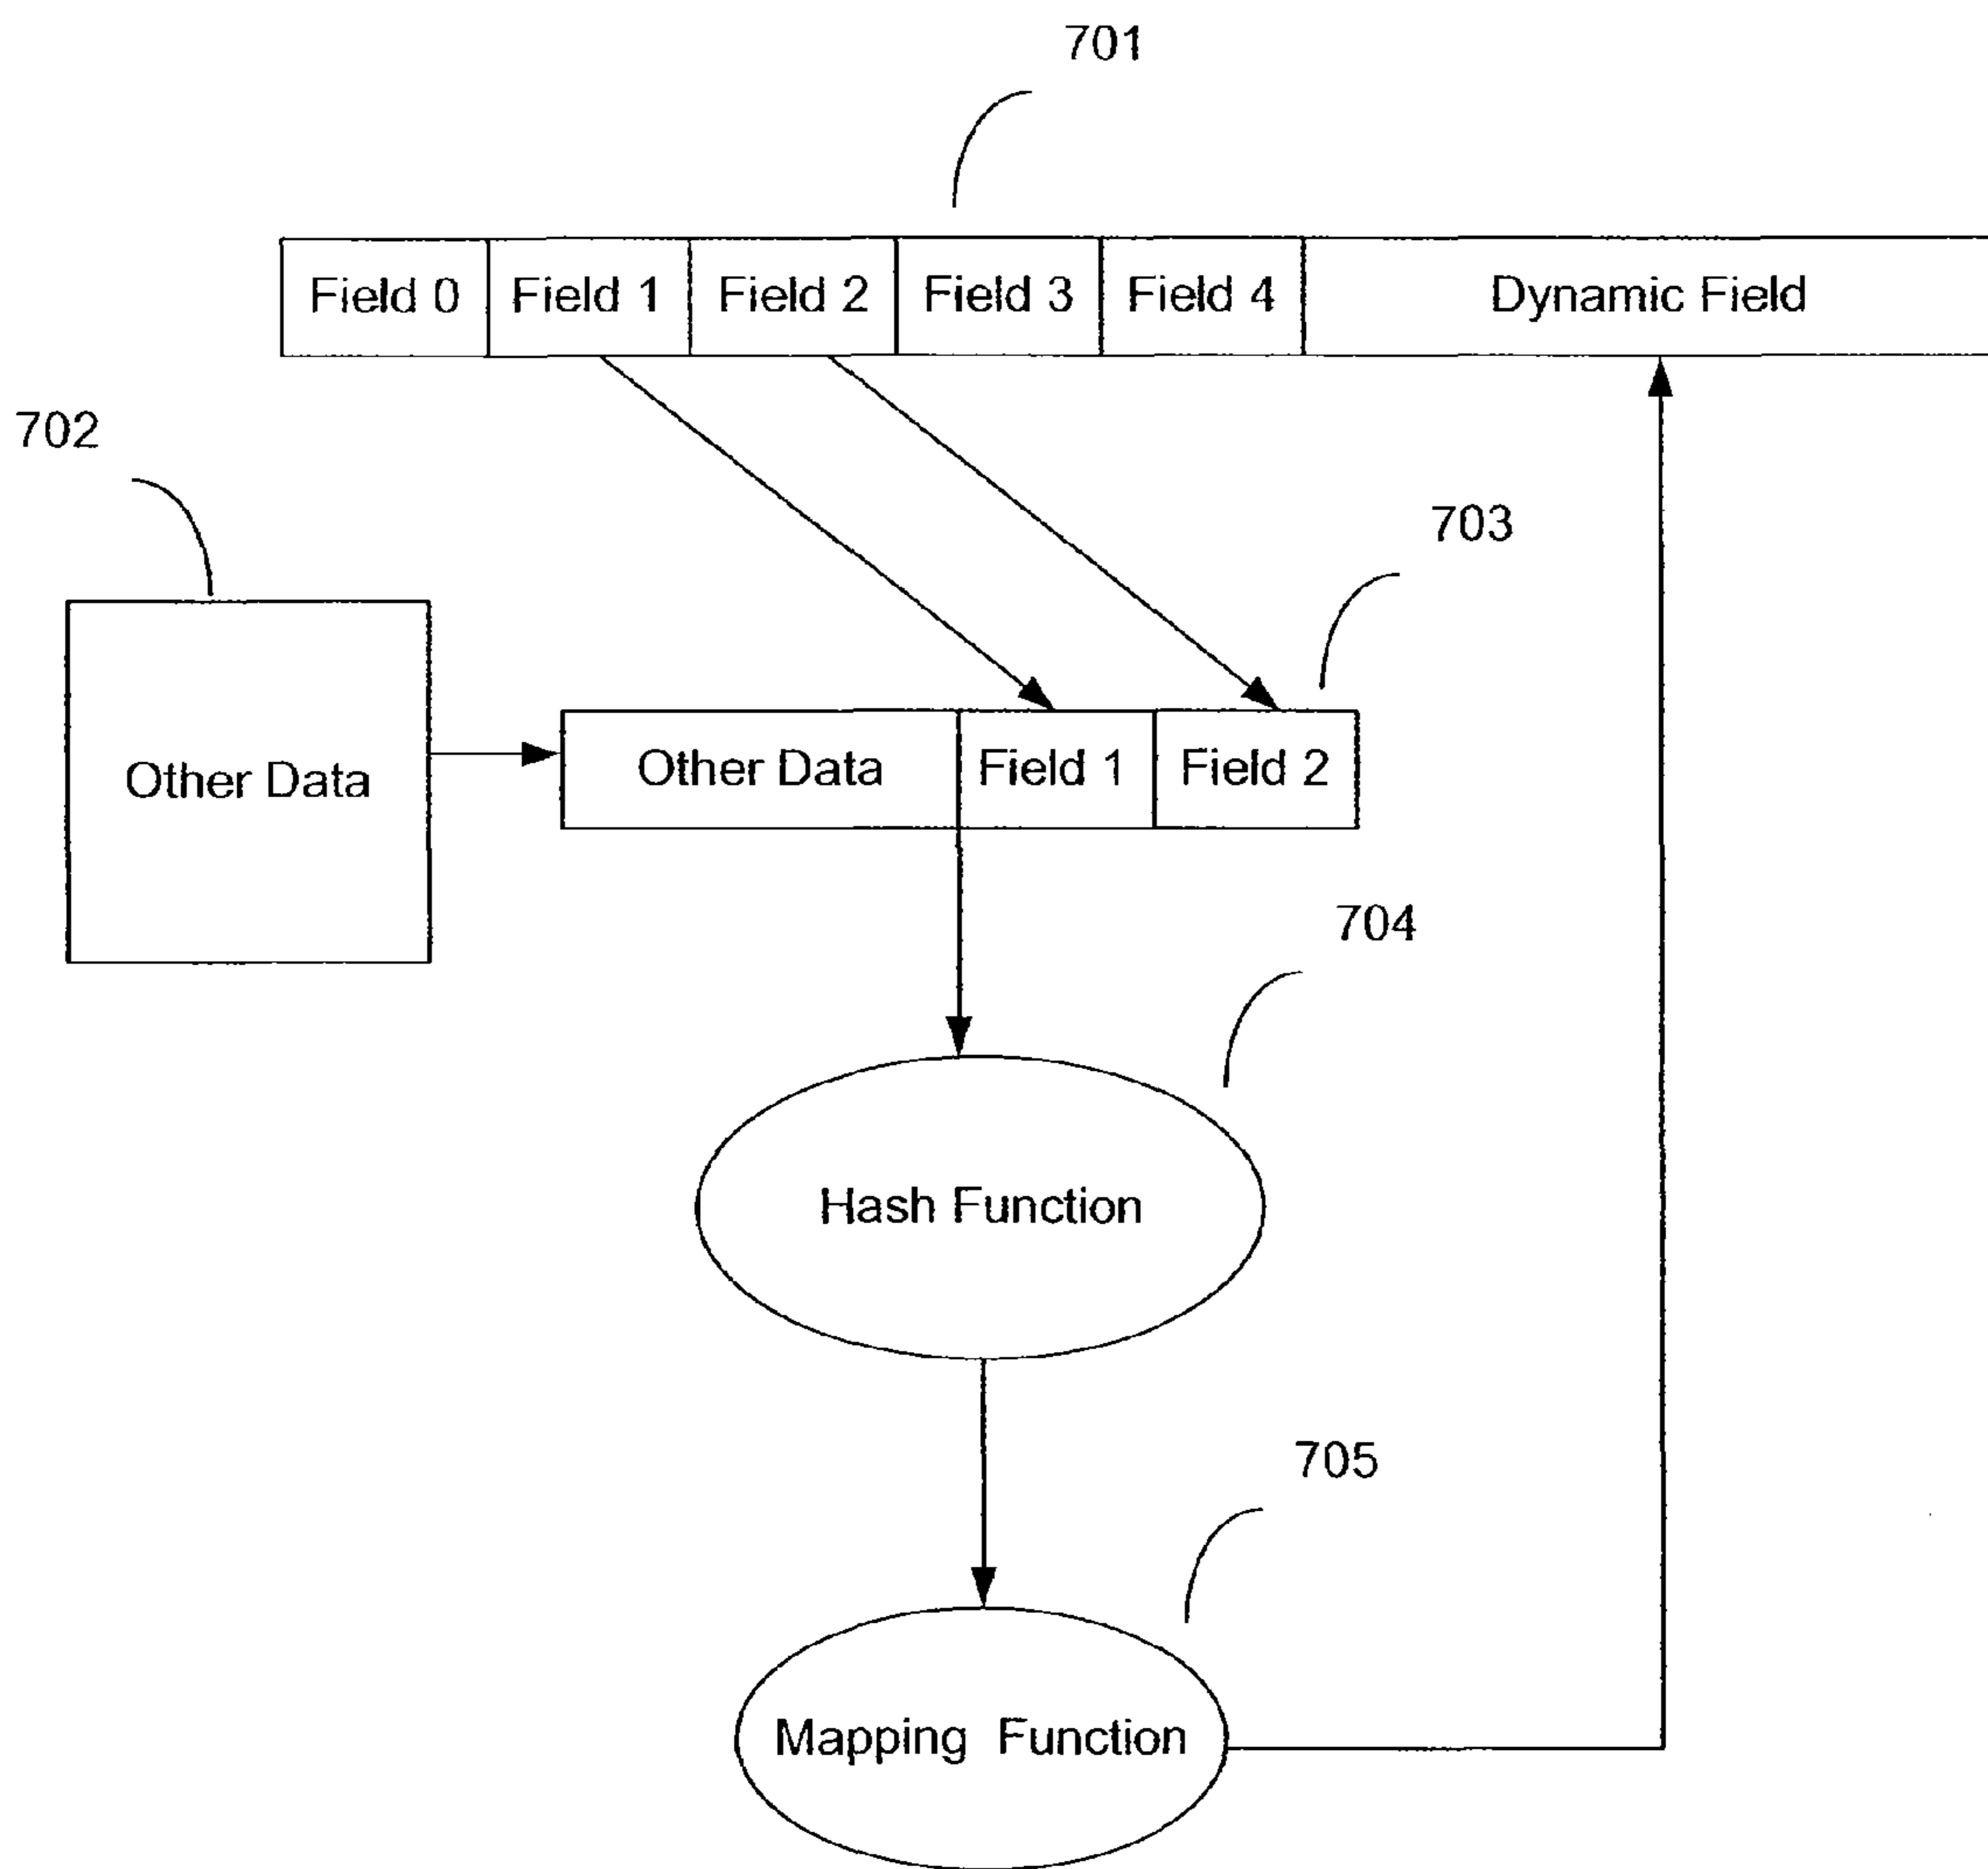 701
Field 0 Field 1 Field 2 Field 3 Field 4 Dynamic Field
702
703
Other Data
Other Data Field 1 Field 2
704
Hash Function
705
Mapping Function